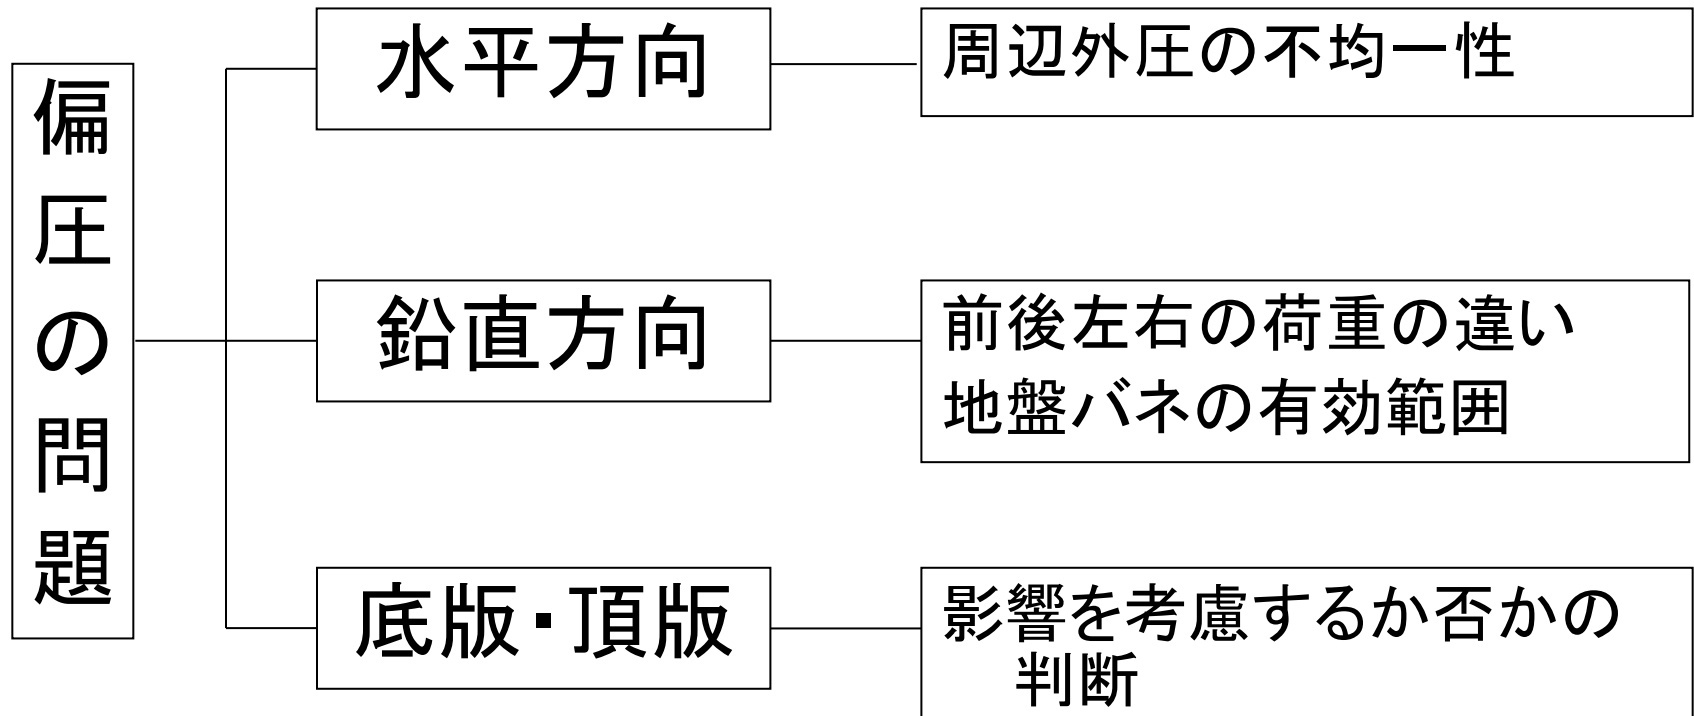 偏圧の問題
水平方向
周辺外圧の不均一性
鉛直方向
前後左右の荷重の違い
地盤バネの有効範囲
底版・頂版
影響を考慮するか否かの
判断